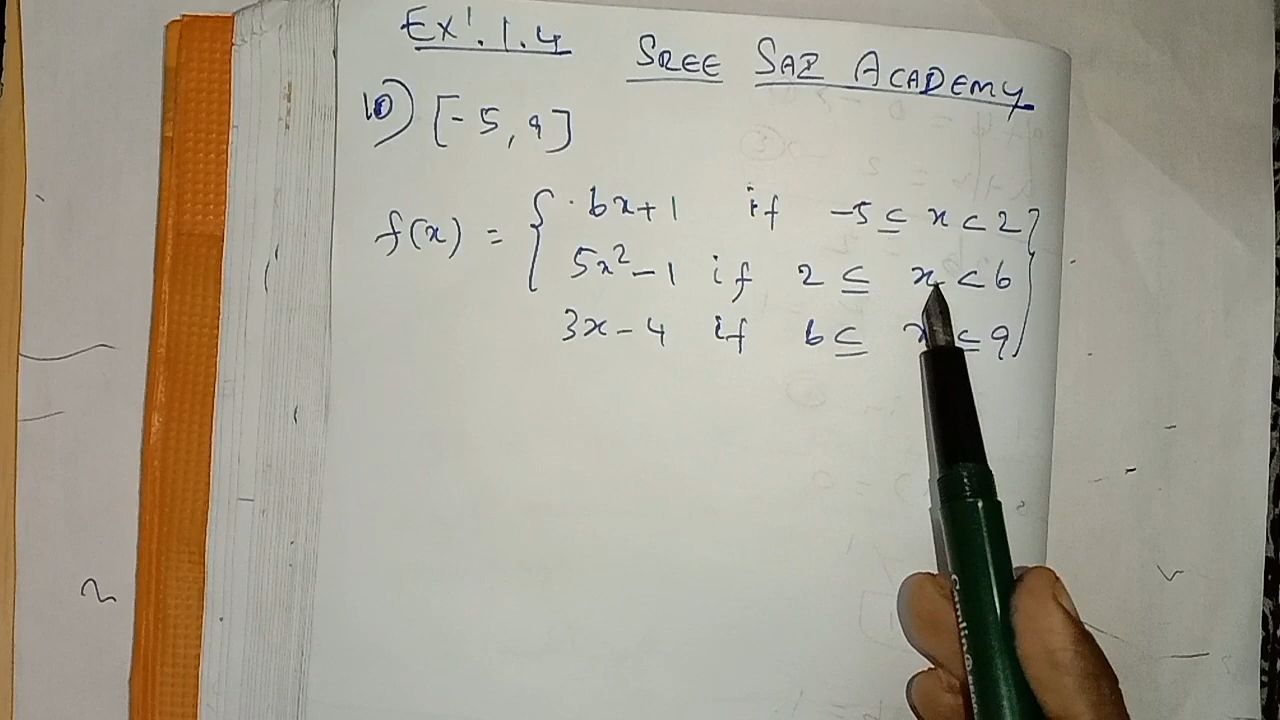 Ex!.1.4
SREE SAI ACADEMY
10) [-5, 9]
f(x) = { 6x+1 if -5 ≤ x < 2
5x²-1 if 2 ≤ x < 6
3x-4 if 6 ≤ x ≤ 9 }